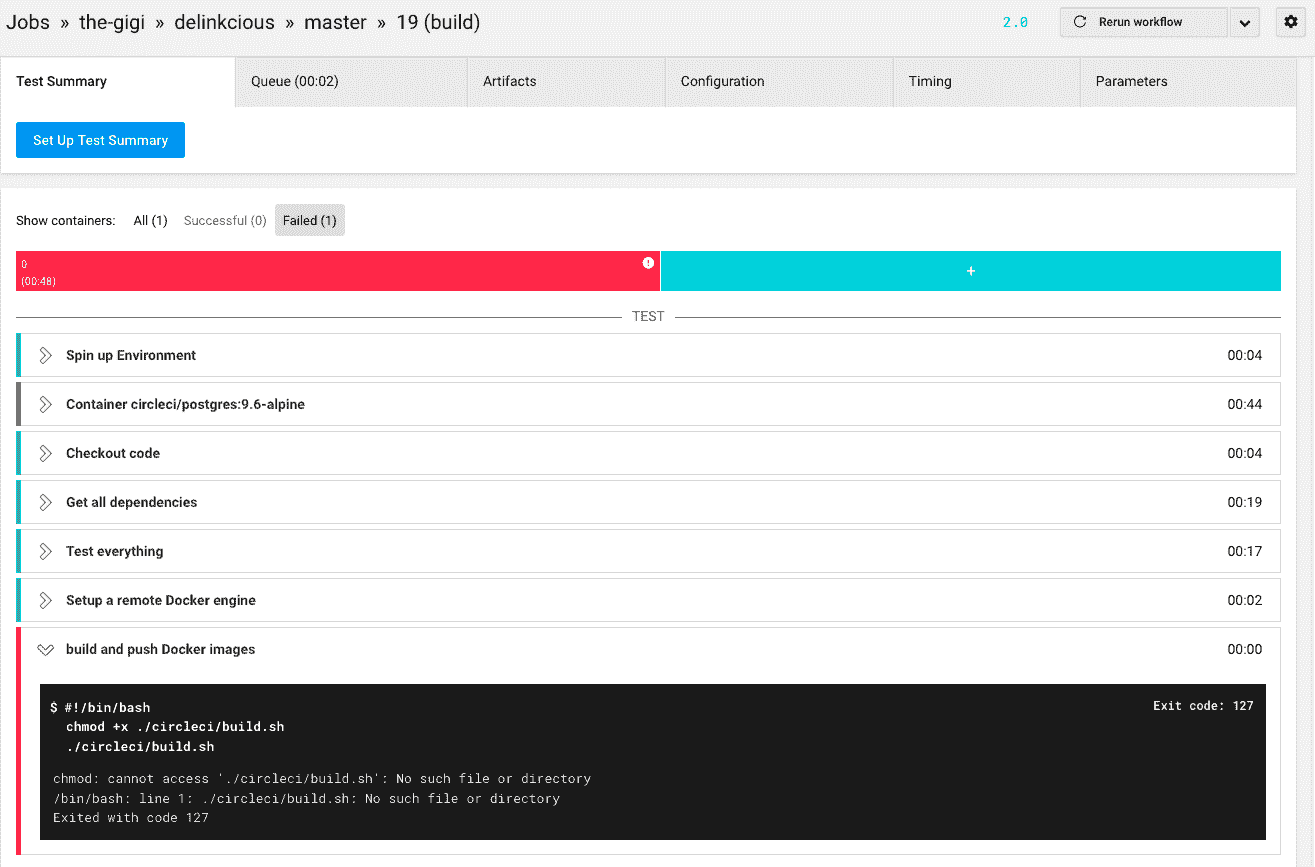 Jobs » the-gigi » delinkcious » master » 19 (build)
2.0
Rerun workflow
Test Summary
Queue (00:02)
Artifacts
Configuration
Timing
Parameters
Set Up Test Summary
Show containers: All (1) Successful (0) Failed (1)
0
(00:48)
+
TEST
Spin up Environment 00:04
Container circleci/postgres:9.6-alpine 00:44
Checkout code 00:04
Get all dependencies 00:19
Test everything 00:17
Setup a remote Docker engine 00:02
build and push Docker images 00:00
$ #!/bin/bash Exit code: 127
chmod +x ./circleci/build.sh
./circleci/build.sh
chmod: cannot access './circleci/build.sh': No such file or directory
/bin/bash: line 1: ./circleci/build.sh: No such file or directory
Exited with code 127